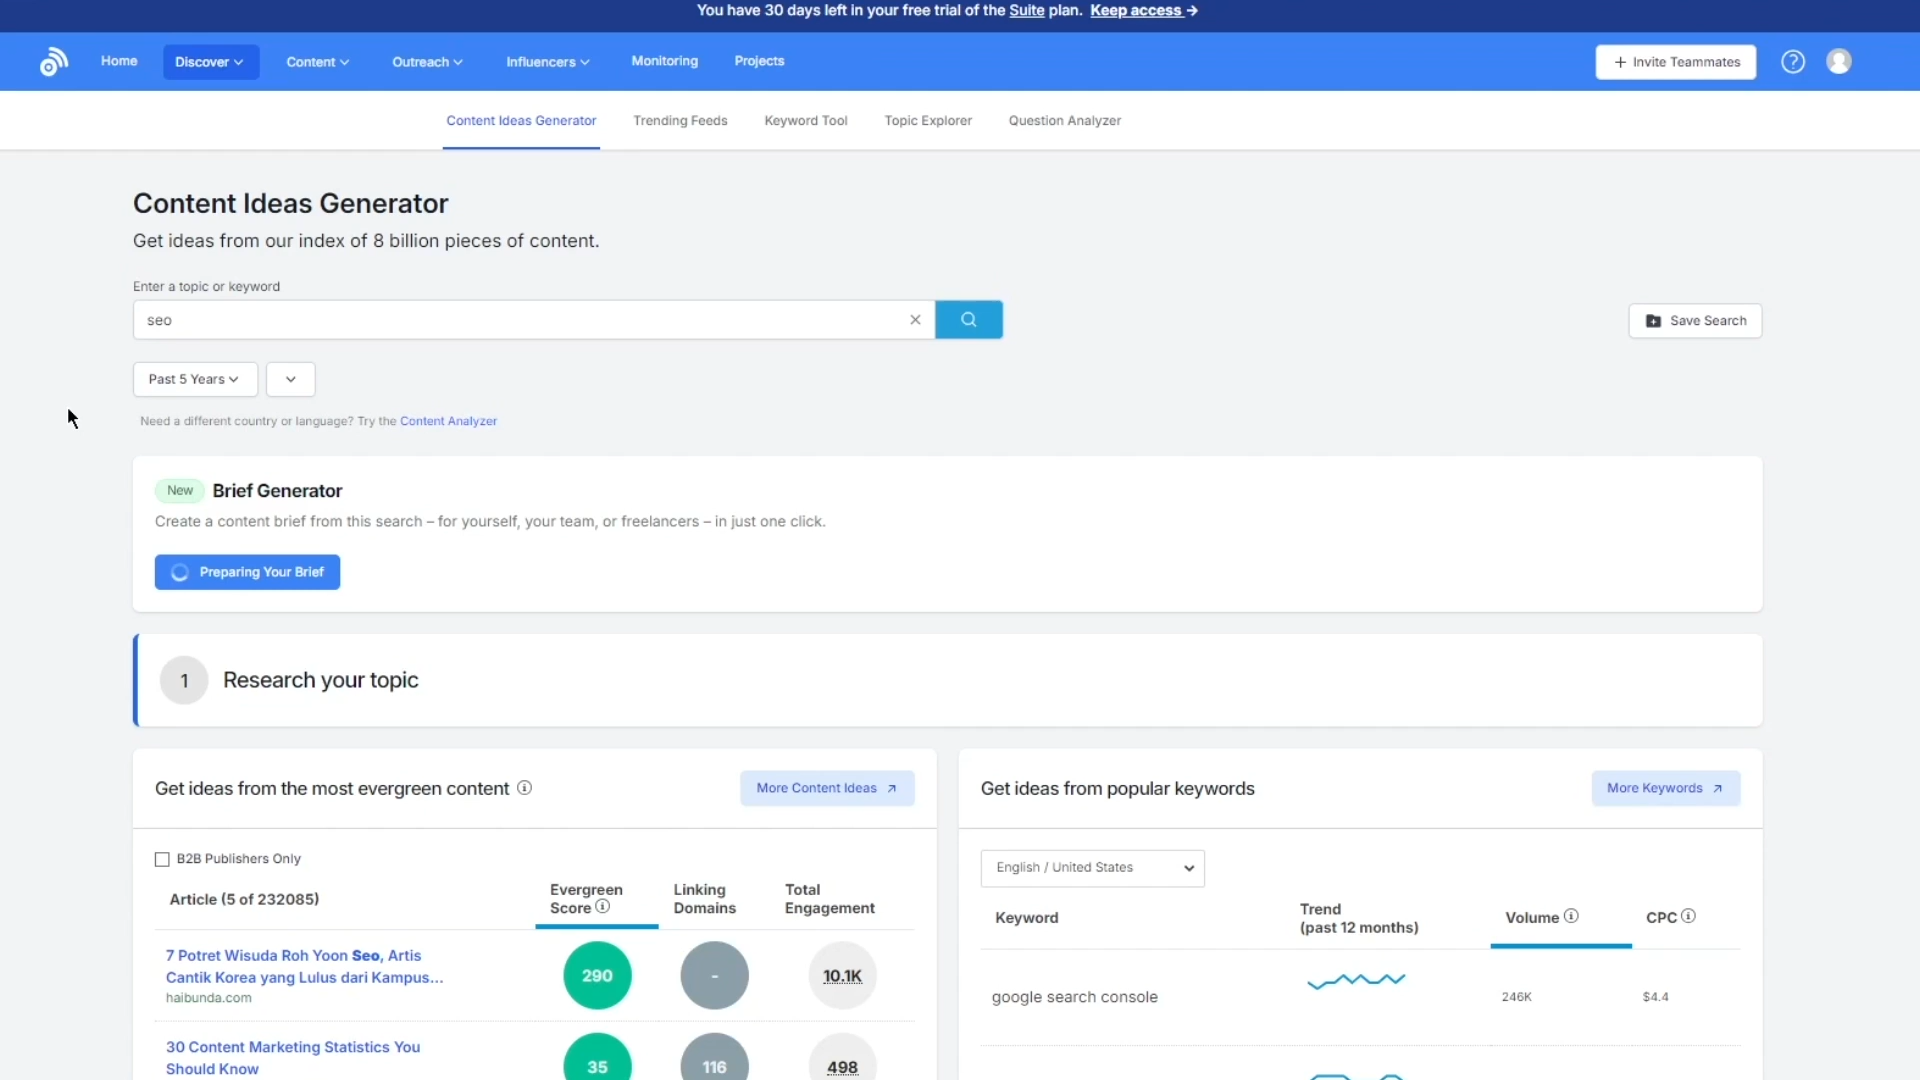 You have 30 days left in your free trial of the Suite plan. Keep access →
Home
Discover
Content
Outreach
Influencers
Monitoring
Projects
+ Invite Teammates
?
Content Ideas Generator
Trending Feeds
Keyword Tool
Topic Explorer
Question Analyzer
Content Ideas Generator
Get ideas from our index of 8 billion pieces of content.
Enter a topic or keyword
seo
Save Search
Past 5 Years
Need a different country or language? Try the Content Analyzer
New Brief Generator
Create a content brief from this search – for yourself, your team, or freelancers – in just one click.
Preparing Your Brief
1 Research your topic
Get ideas from the most evergreen content
More Content Ideas
B2B Publishers Only
Article (5 of 232085)
Evergreen
Score
Linking
Domains
Total
Engagement
7 Potret Wisuda Roh Yoon Seo, Artis
Cantik Korea yang Lulus dari Kampus...
haibunda.com
290
-
10.1K
30 Content Marketing Statistics You
Should Know
35
116
498
Get ideas from popular keywords
More Keywords
English / United States
Keyword
Trend
(past 12 months)
Volume
CPC
google search console
246K
$4.4